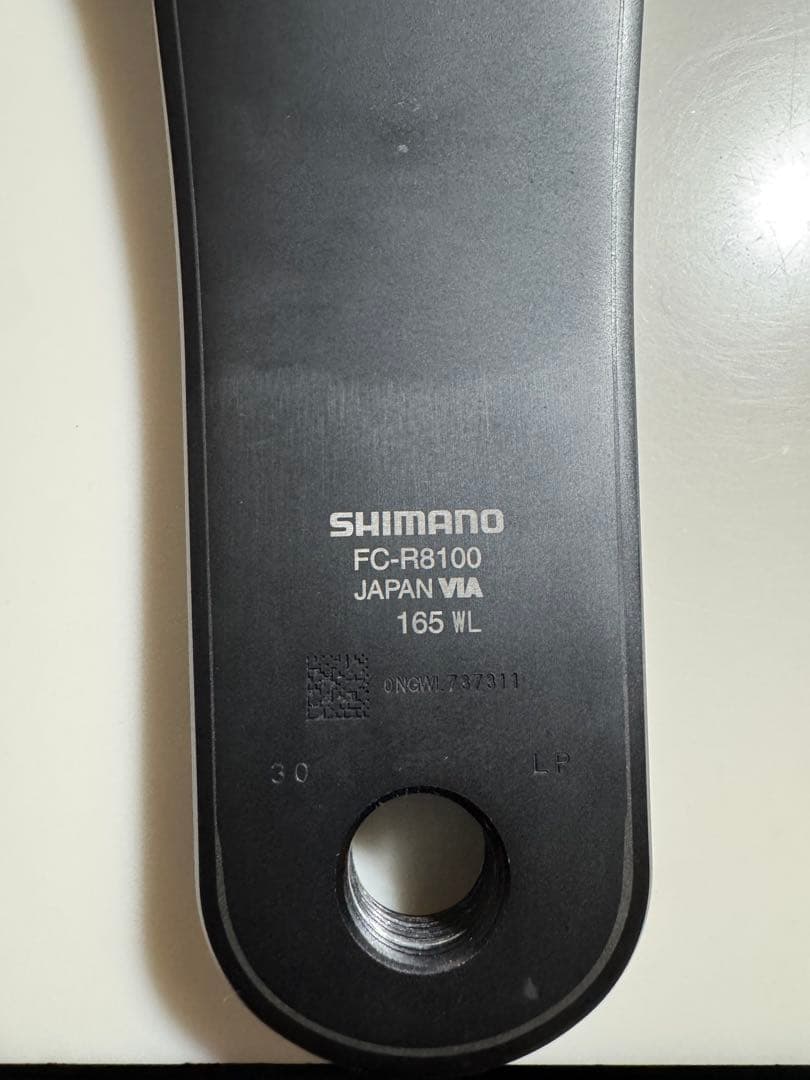 SHIMANO
FC-R8100
JAPAN VIA
165 WL
0NGWL737311
30 LP